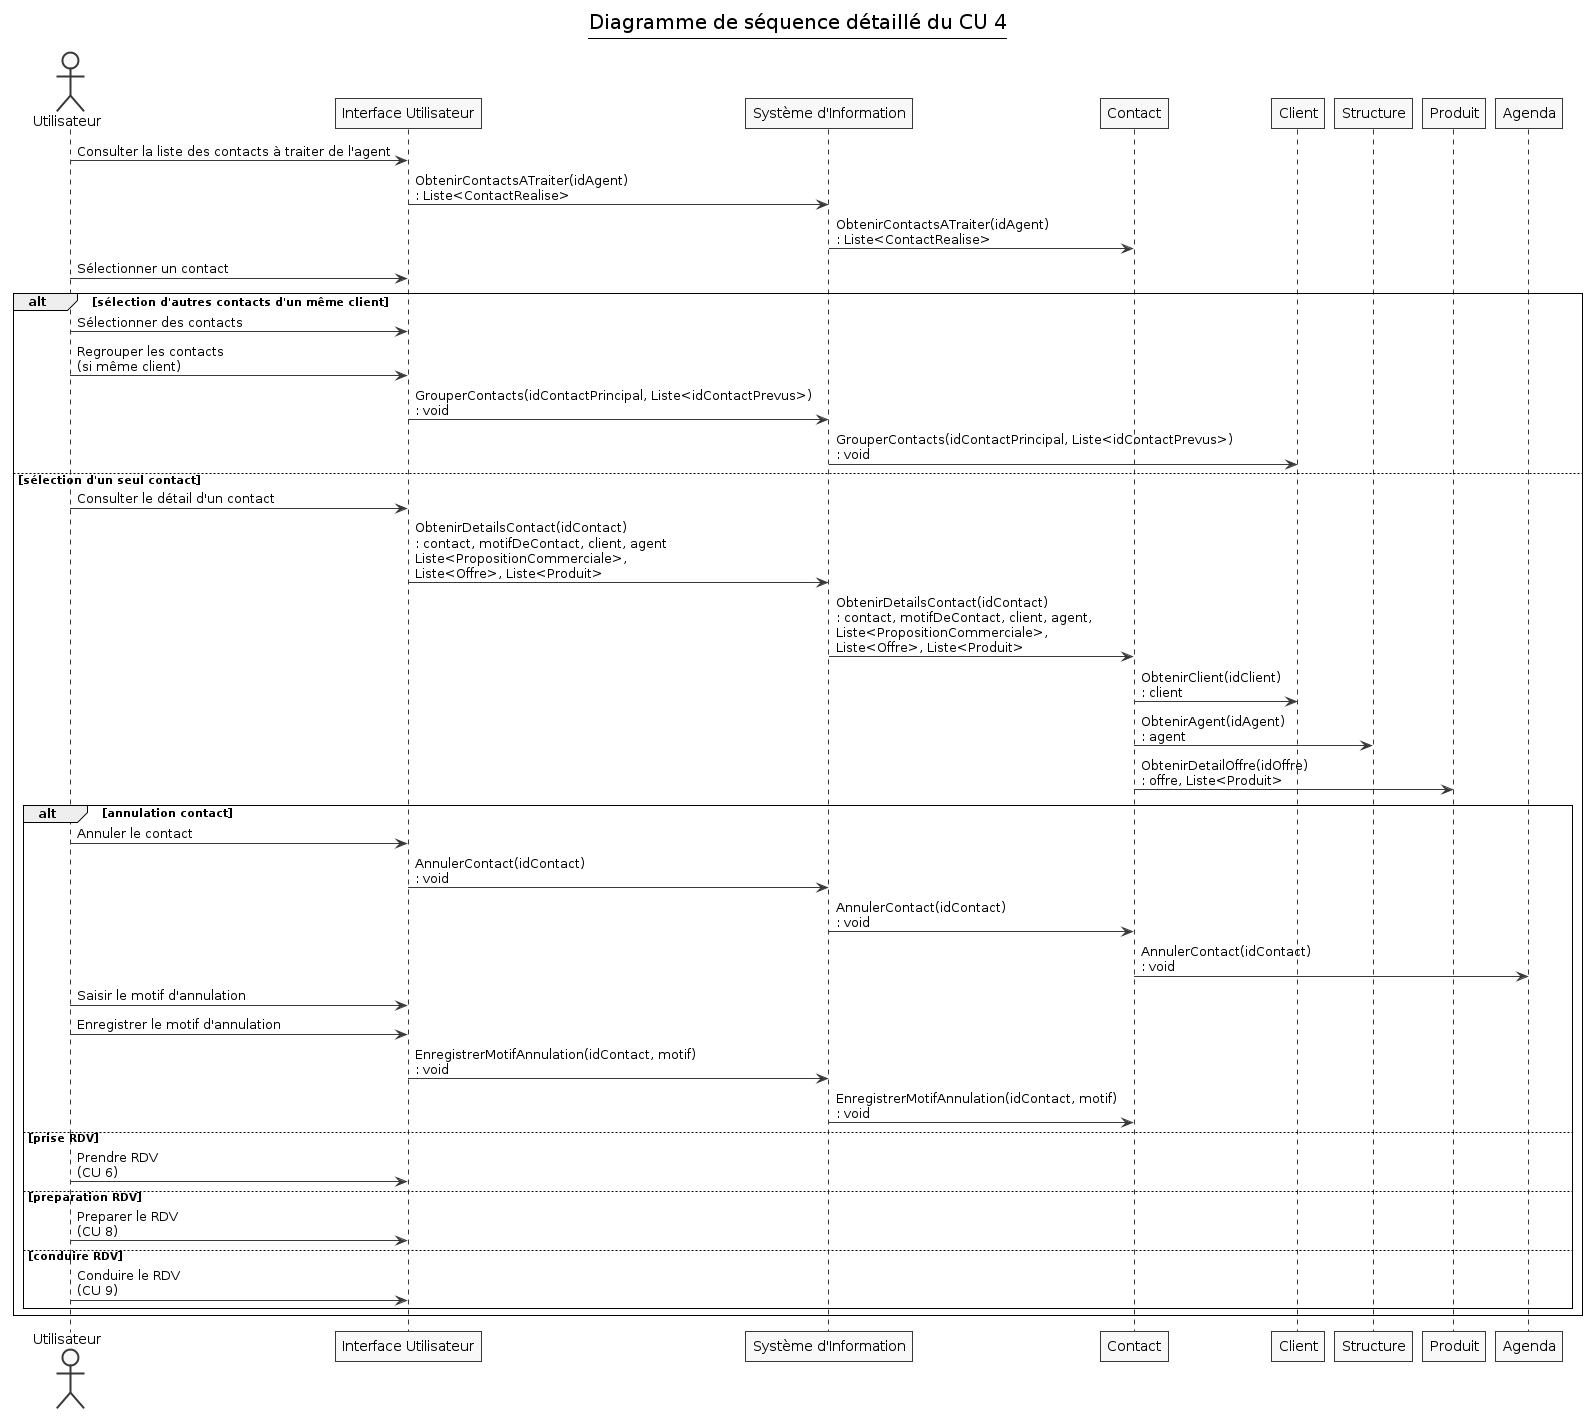 Diagramme de séquence détaillé du CU 4
Utilisateur
Interface Utilisateur
Système d'Information
Contact
Client
Structure
Produit
Agenda
Consulter la liste des contacts à traiter de l'agent
ObtenirContactsATraiter(idAgent)
: Liste<ContactRealise>
ObtenirContactsATraiter(idAgent)
: Liste<ContactRealise>
Sélectionner un contact
alt
[sélection d'autres contacts d'un même client]
Sélectionner des contacts
Regrouper les contacts
(si même client)
GrouperContacts(idContactPrincipal, Liste<idContactPrevus>)
: void
GrouperContacts(idContactPrincipal, Liste<idContactPrevus>)
: void
[sélection d'un seul contact]
Consulter le détail d'un contact
ObtenirDetailsContact(idContact)
: contact, motifDeContact, client, agent
Liste<PropositionCommerciale>,
Liste<Offre>, Liste<Produit>
ObtenirDetailsContact(idContact)
: contact, motifDeContact, client, agent,
Liste<PropositionCommerciale>,
Liste<Offre>, Liste<Produit>
ObtenirClient(idClient)
: client
ObtenirAgent(idAgent)
: agent
ObtenirDetailOffre(idOffre)
: offre, Liste<Produit>
alt
[annulation contact]
Annuler le contact
AnnulerContact(idContact)
: void
AnnulerContact(idContact)
: void
AnnulerContact(idContact)
: void
Saisir le motif d'annulation
Enregistrer le motif d'annulation
EnregistrerMotifAnnulation(idContact, motif)
: void
EnregistrerMotifAnnulation(idContact, motif)
: void
[prise RDV]
Prendre RDV
(CU 6)
[preparation RDV]
Preparer le RDV
(CU 8)
[conduire RDV]
Conduire le RDV
(CU 9)
Utilisateur
Interface Utilisateur
Système d'Information
Contact
Client
Structure
Produit
Agenda